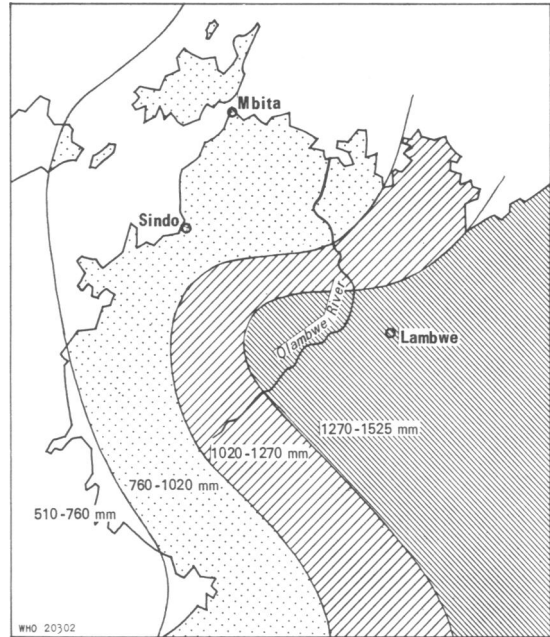 Mbita
Sindo
Olambwe River
Lambwe
1270-1525 mm
1020-1270 mm
760-1020 mm
510-760 mm
WHO 20302